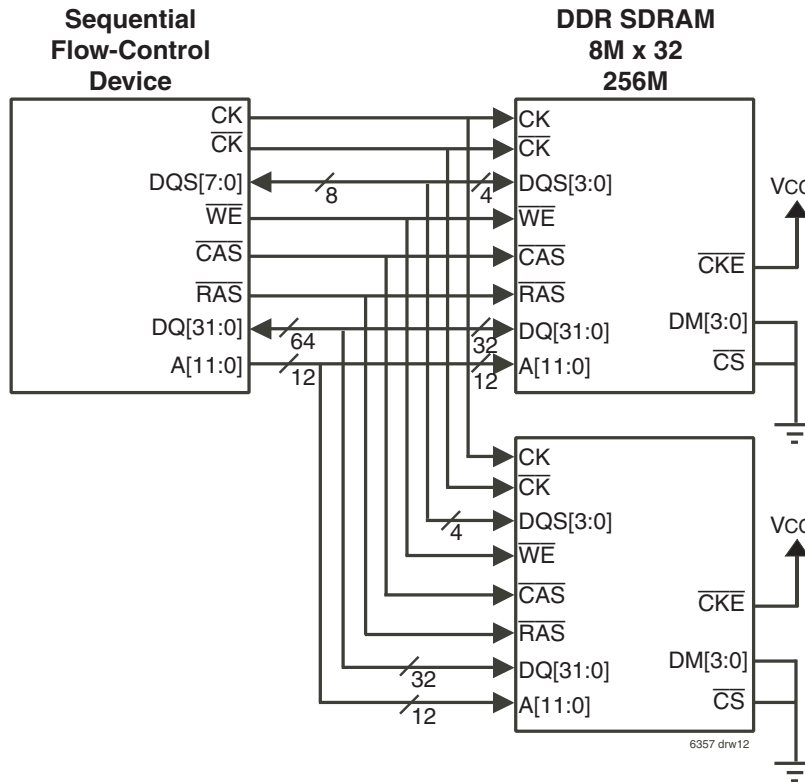 Sequential
Flow-Control
Device
DDR SDRAM
8M x 32
256M
CK
CK
DQS[7:0]
WE
CAS
RAS
DQ[31:0]
A[11:0]
8
64
12
4
32
12
CK
CK
DQS[3:0]
WE
CAS
RAS
DQ[31:0]
A[11:0]
VCC
CKE
DM[3:0]
CS
4
32
12
CK
CK
DQS[3:0]
WE
CAS
RAS
DQ[31:0]
A[11:0]
VCC
CKE
DM[3:0]
CS
6357 drw12